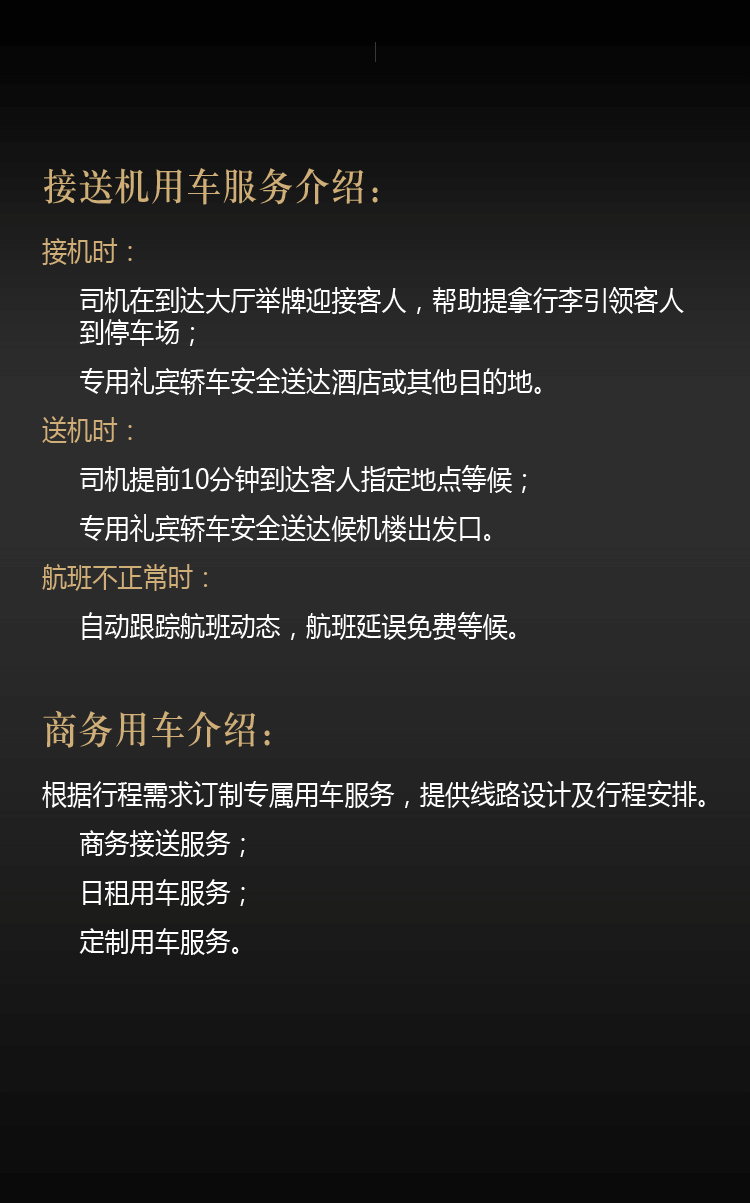 接送机用车服务介绍：
接机时：
司机在到达大厅举牌迎接客人，帮助提拿行李引领客人
到停车场；
专用礼宾轿车安全送达酒店或其他目的地。
送机时：
司机提前10分钟到达客人指定地点等候；
专用礼宾轿车安全送达候机楼出发口。
航班不正常时：
自动跟踪航班动态，航班延误免费等候。
商务用车介绍：
根据行程需求订制专属用车服务，提供线路设计及行程安排。
商务接送服务；
日租用车服务；
定制用车服务。